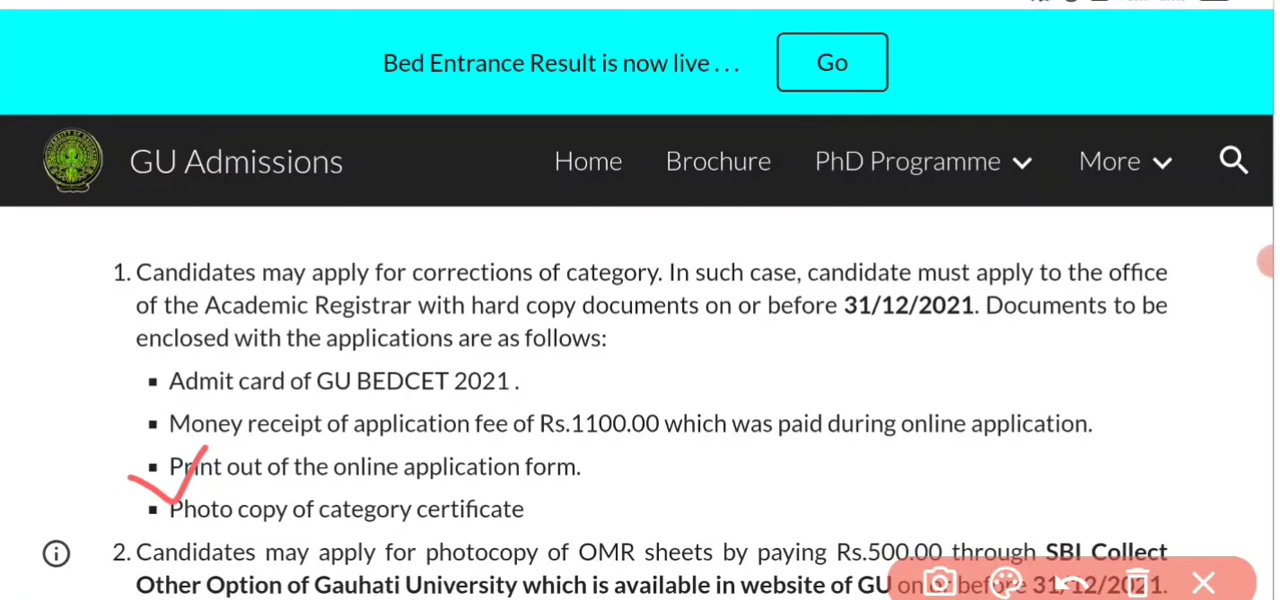 Bed Entrance Result is now live . . .
Go
GU Admissions
Home
Brochure
PhD Programme
More
1. Candidates may apply for corrections of category. In such case, candidate must apply to the office
of the Academic Registrar with hard copy documents on or before 31/12/2021. Documents to be
enclosed with the applications are as follows:
▪ Admit card of GU BEDCET 2021 .
▪ Money receipt of application fee of Rs.1100.00 which was paid during online application.
▪ Print out of the online application form.
▪ Photo copy of category certificate
2. Candidates may apply for photocopy of OMR sheets by paying Rs.500.00 through SBI Collect
Other Option of Gauhati University which is available in website of GU on or before 31/12/2021.